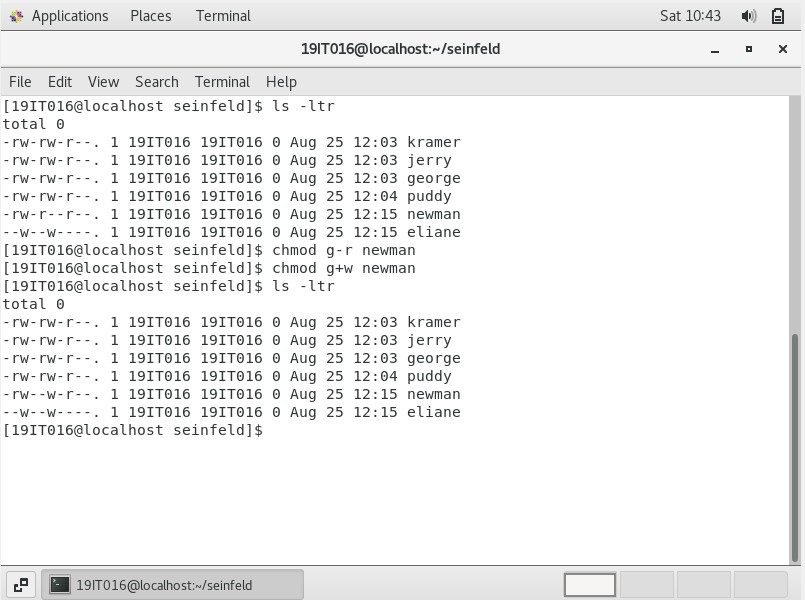 Applications Places Terminal Sat 10:43
19IT016@localhost:~/seinfeld
File Edit View Search Terminal Help
[19IT016@localhost seinfeld]$ ls -ltr
total 0
-rw-rw-r--. 1 19IT016 19IT016 0 Aug 25 12:03 kramer
-rw-rw-r--. 1 19IT016 19IT016 0 Aug 25 12:03 jerry
-rw-rw-r--. 1 19IT016 19IT016 0 Aug 25 12:03 george
-rw-rw-r--. 1 19IT016 19IT016 0 Aug 25 12:04 puddy
-rw-r--r--. 1 19IT016 19IT016 0 Aug 25 12:15 newman
--w--w----. 1 19IT016 19IT016 0 Aug 25 12:15 eliane
[19IT016@localhost seinfeld]$ chmod g-r newman
[19IT016@localhost seinfeld]$ chmod g+w newman
[19IT016@localhost seinfeld]$ ls -ltr
total 0
-rw-rw-r--. 1 19IT016 19IT016 0 Aug 25 12:03 kramer
-rw-rw-r--. 1 19IT016 19IT016 0 Aug 25 12:03 jerry
-rw-rw-r--. 1 19IT016 19IT016 0 Aug 25 12:03 george
-rw-rw-r--. 1 19IT016 19IT016 0 Aug 25 12:04 puddy
-rw--w-r--. 1 19IT016 19IT016 0 Aug 25 12:15 newman
--w--w----. 1 19IT016 19IT016 0 Aug 25 12:15 eliane
[19IT016@localhost seinfeld]$
19IT016@localhost:~/seinfeld